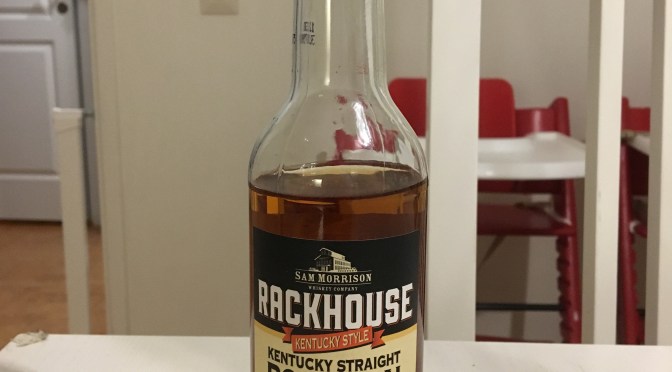 SAM MORRISON
WHISKEY COMPANY
RACKHOUSE
KENTUCKY STYLE
KENTUCKY STRAIGHT